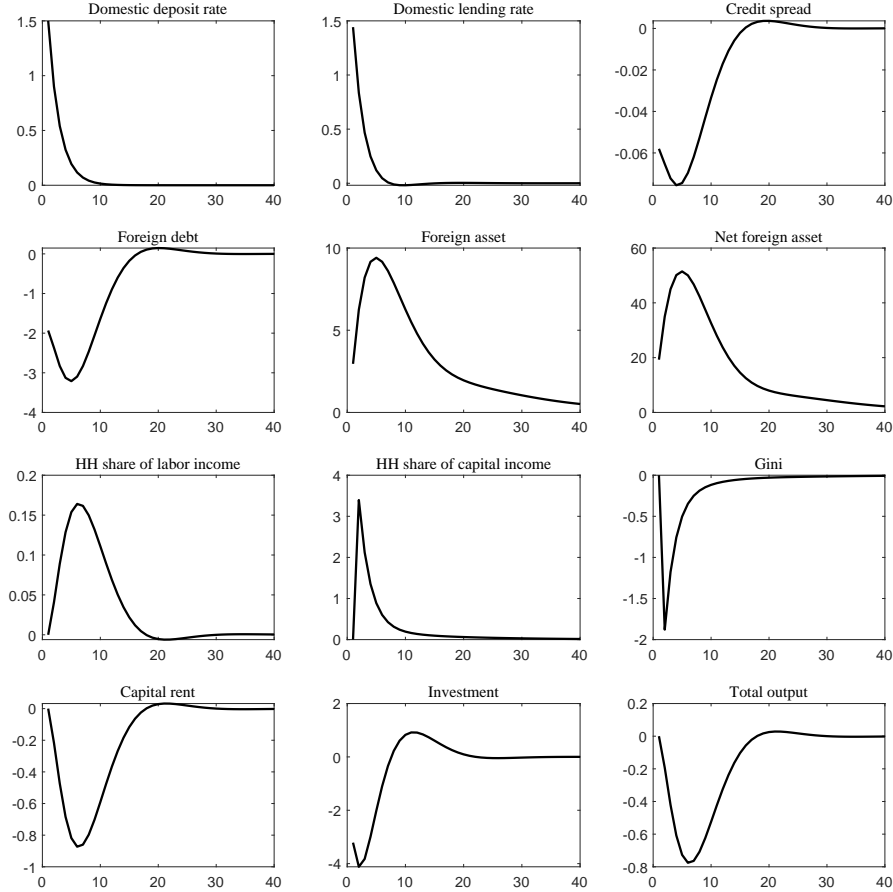 Domestic deposit rate Domestic lending rate Credit spread
1.5 1.5 0
1 1 -0.02
-0.04
0.5 0.5
-0.06
0 0
0 10 20 30 40 0 10 20 30 40 0 10 20 30 40
Foreign debt Foreign asset Net foreign asset
0 10 60
-1 40
-2 5
-3 20
-4 0 0
0 10 20 30 40 0 10 20 30 40 0 10 20 30 40
HH share of labor income HH share of capital income Gini
0.2 4 0
0.15 3 -0.5
0.1 2 -1
0.05 1 -1.5
0 0 -2
0 10 20 30 40 0 10 20 30 40 0 10 20 30 40
Capital rent Investment Total output
0 2 0.2
-0.2 0 0
-0.4 -0.2
-0.6 -2 -0.4
-0.8 -0.6
-1 -4 -0.8
0 10 20 30 40 0 10 20 30 40 0 10 20 30 40